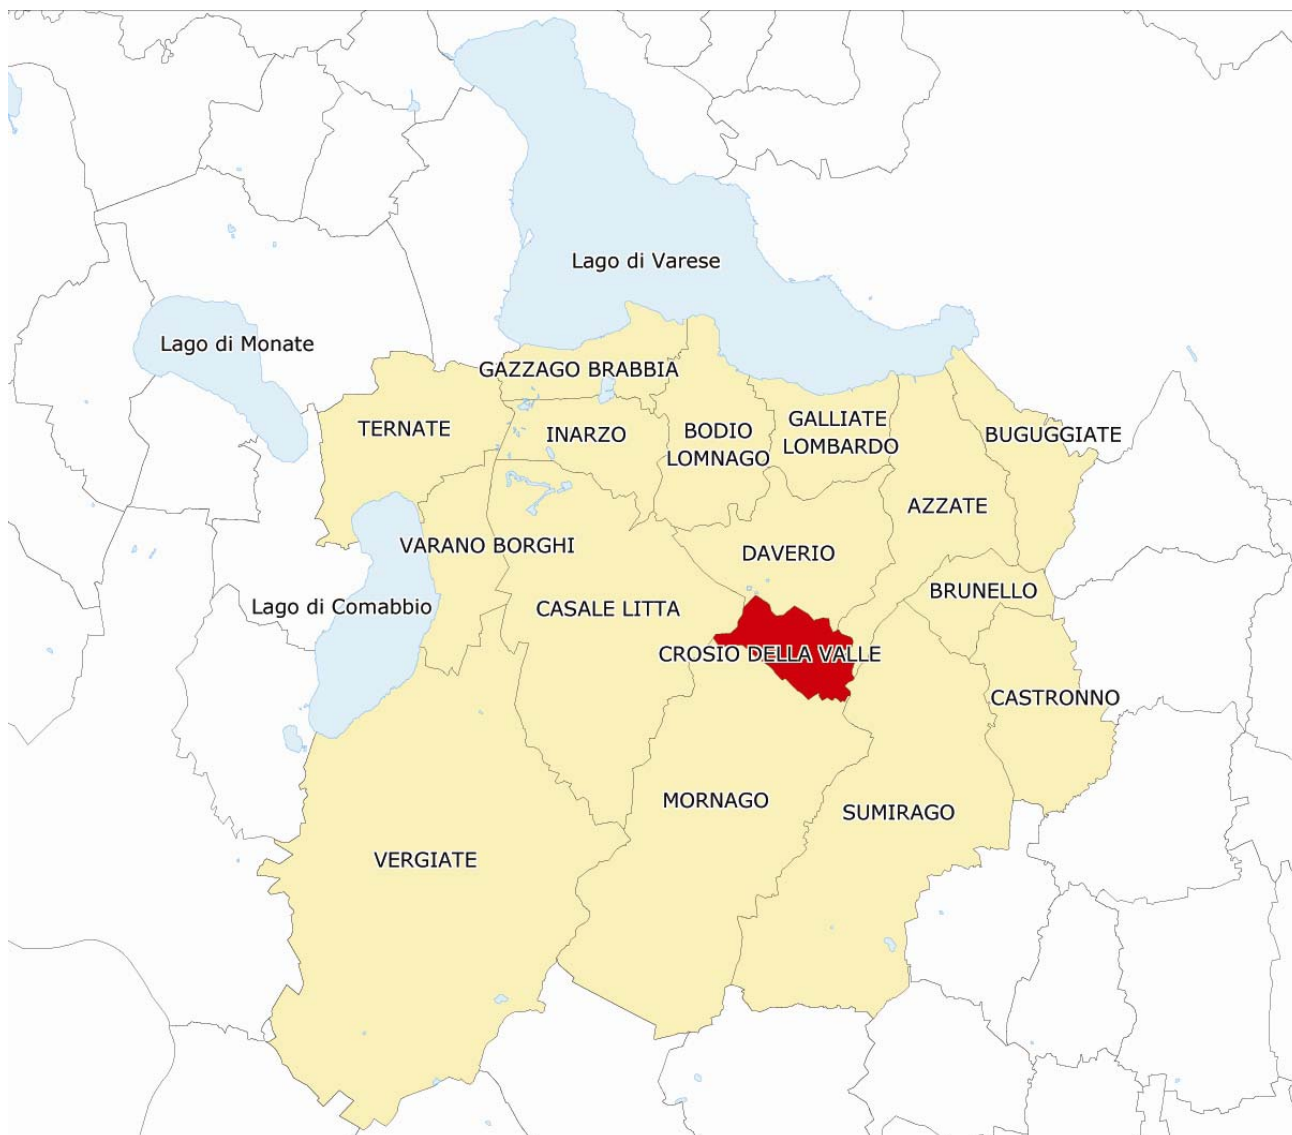 Lago di Varese
Lago di Monate
GAZZAGO BRABBIA
TERNATE
INARZO
BODIO
LOMNAGO
GALLIATE
LOMBARDO
BUGUGGIATE
AZZATE
VARANO BORGHI
DAVERIO
BRUNELLO
Lago di Comabbio
CASALE LITTA
CROSIO DELLA VALLE
CASTRONNO
MORNAGO
SUMIRAGO
VERGIATE